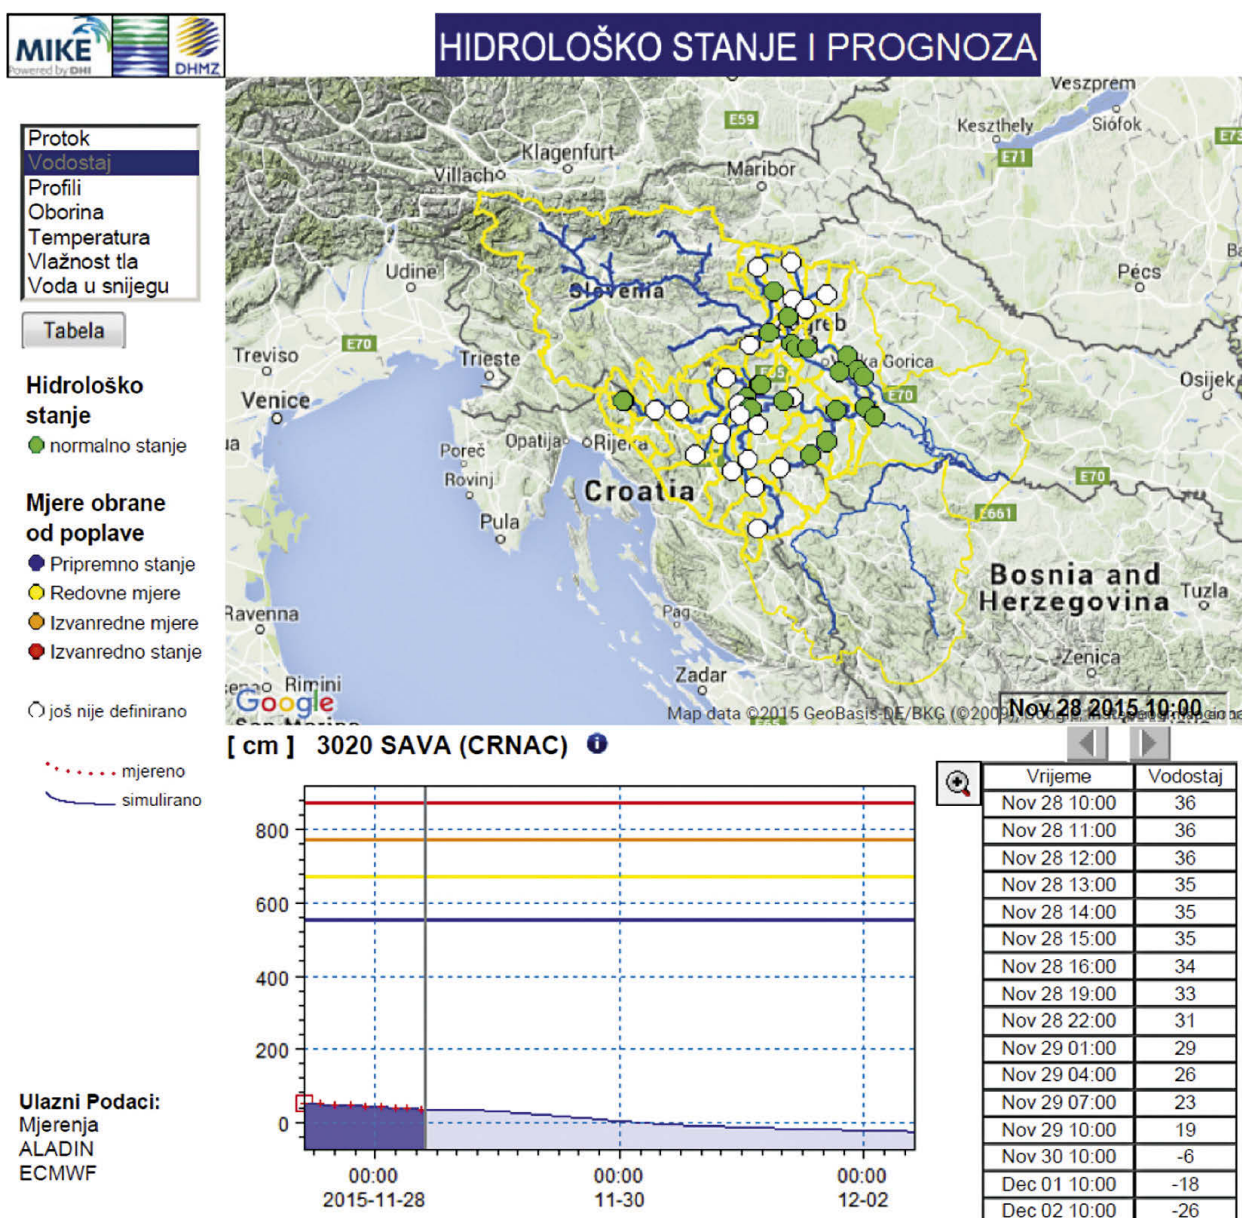 MIKE
Powered by DHI
DHMZ
HIDROLOŠKO STANJE I PROGNOZA
Protok
Vodostaj
Profili
Oborina
Temperatura
Vlažnost tla
Voda u snijegu
Tabela
Hidrološko
stanje
normalno stanje
Mjere obrane
od poplave
Pripremno stanje
Redovne mjere
Izvanredne mjere
Izvanredno stanje
još nije definirano
mjereno
simulirano
Ulazni Podaci:
Mjerenja
ALADIN
ECMWF
Veszprem
E59
Keszthely
Siófok
E73
E71
Klagenfurt
Villach
Maribor
Udine
Slovenia
Pécs
Treviso
E70
Trieste
Gorica
Venice
E70
Osijek
Poreč
Opatija
Rijeka
Rovinj
Croatia
E70
Pula
E661
Bosnia and
Herzegovina
Tuzla
Ravenna
Pag
Zenica
Zadar
Rimini
Google
Map data ©2015 GeoBasis-DE/BKG (©2009), Google
Nov 28 2015 10:00
[ cm ] 3020 SAVA (CRNAC)
800
600
400
200
0
00:00 00:00 00:00
2015-11-28 11-30 12-02
Vrijeme Vodostaj
Nov 28 10:00 36
Nov 28 11:00 36
Nov 28 12:00 36
Nov 28 13:00 35
Nov 28 14:00 35
Nov 28 15:00 35
Nov 28 16:00 34
Nov 28 19:00 33
Nov 28 22:00 31
Nov 29 01:00 29
Nov 29 04:00 26
Nov 29 07:00 23
Nov 29 10:00 19
Nov 30 10:00 -6
Dec 01 10:00 -18
Dec 02 10:00 -26